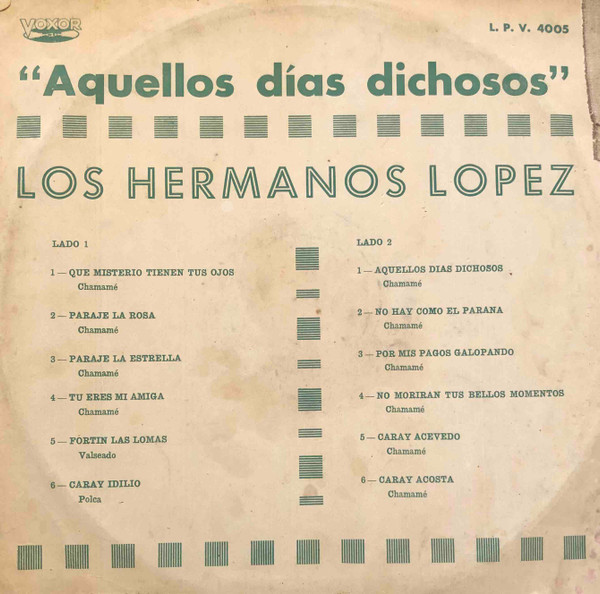 VOXOR
L. P. V. 4005
"Aquellos días dichosos"
LOS HERMANOS LOPEZ
LADO 1
1 — QUE MISTERIO TIENEN TUS OJOS
Chamamé
2 — PARAJE LA ROSA
Chamamé
3 — PARAJE LA ESTRELLA
Chamamé
4 — TU ERES MI AMIGA
Chamamé
5 — FORTIN LAS LOMAS
Valseado
6 — CARAY IDILIO
Polca
LADO 2
1 — AQUELLOS DIAS DICHOSOS
Chamamé
2 — NO HAY COMO EL PARANA
Chamamé
3 — POR MIS PAGOS GALOPANDO
Chamamé
4 — NO MORIRAN TUS BELLOS MOMENTOS
Chamamé
5 — CARAY ACEVEDO
Chamamé
6 — CARAY ACOSTA
Chamamé